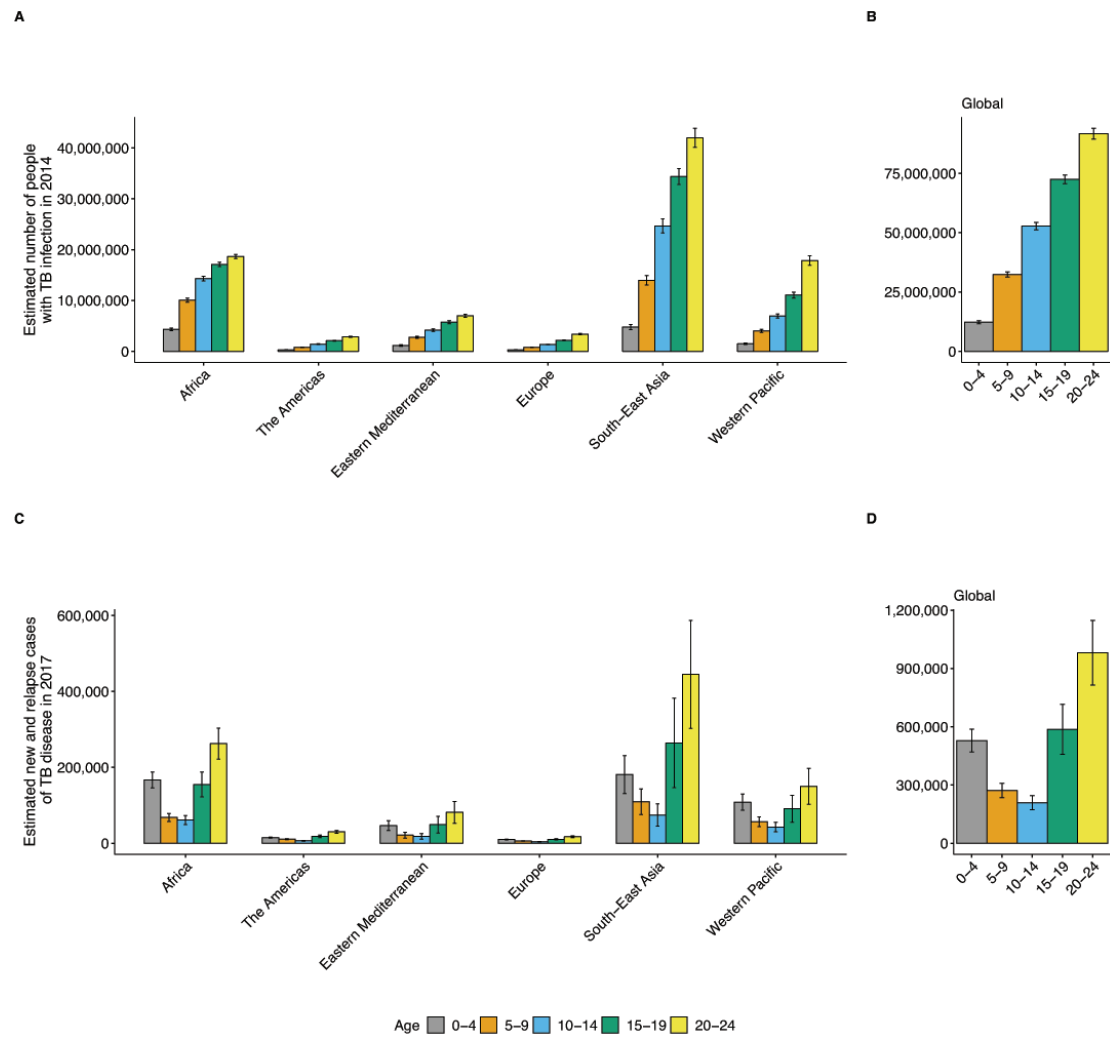 A
B
Global
Estimated number of people
with TB infection in 2014
40,000,000
30,000,000
20,000,000
10,000,000
0
Africa
The Americas
Eastern Mediterranean
Europe
South−East Asia
Western Pacific
75,000,000
50,000,000
25,000,000
0
0−4
5−9
10−14
15−19
20−24
C
D
Global
Estimated new and relapse cases
of TB disease in 2017
600,000
400,000
200,000
0
Africa
The Americas
Eastern Mediterranean
Europe
South−East Asia
Western Pacific
1,200,000
900,000
600,000
300,000
0
0−4
5−9
10−14
15−19
20−24
Age 0−4 5−9 10−14 15−19 20−24